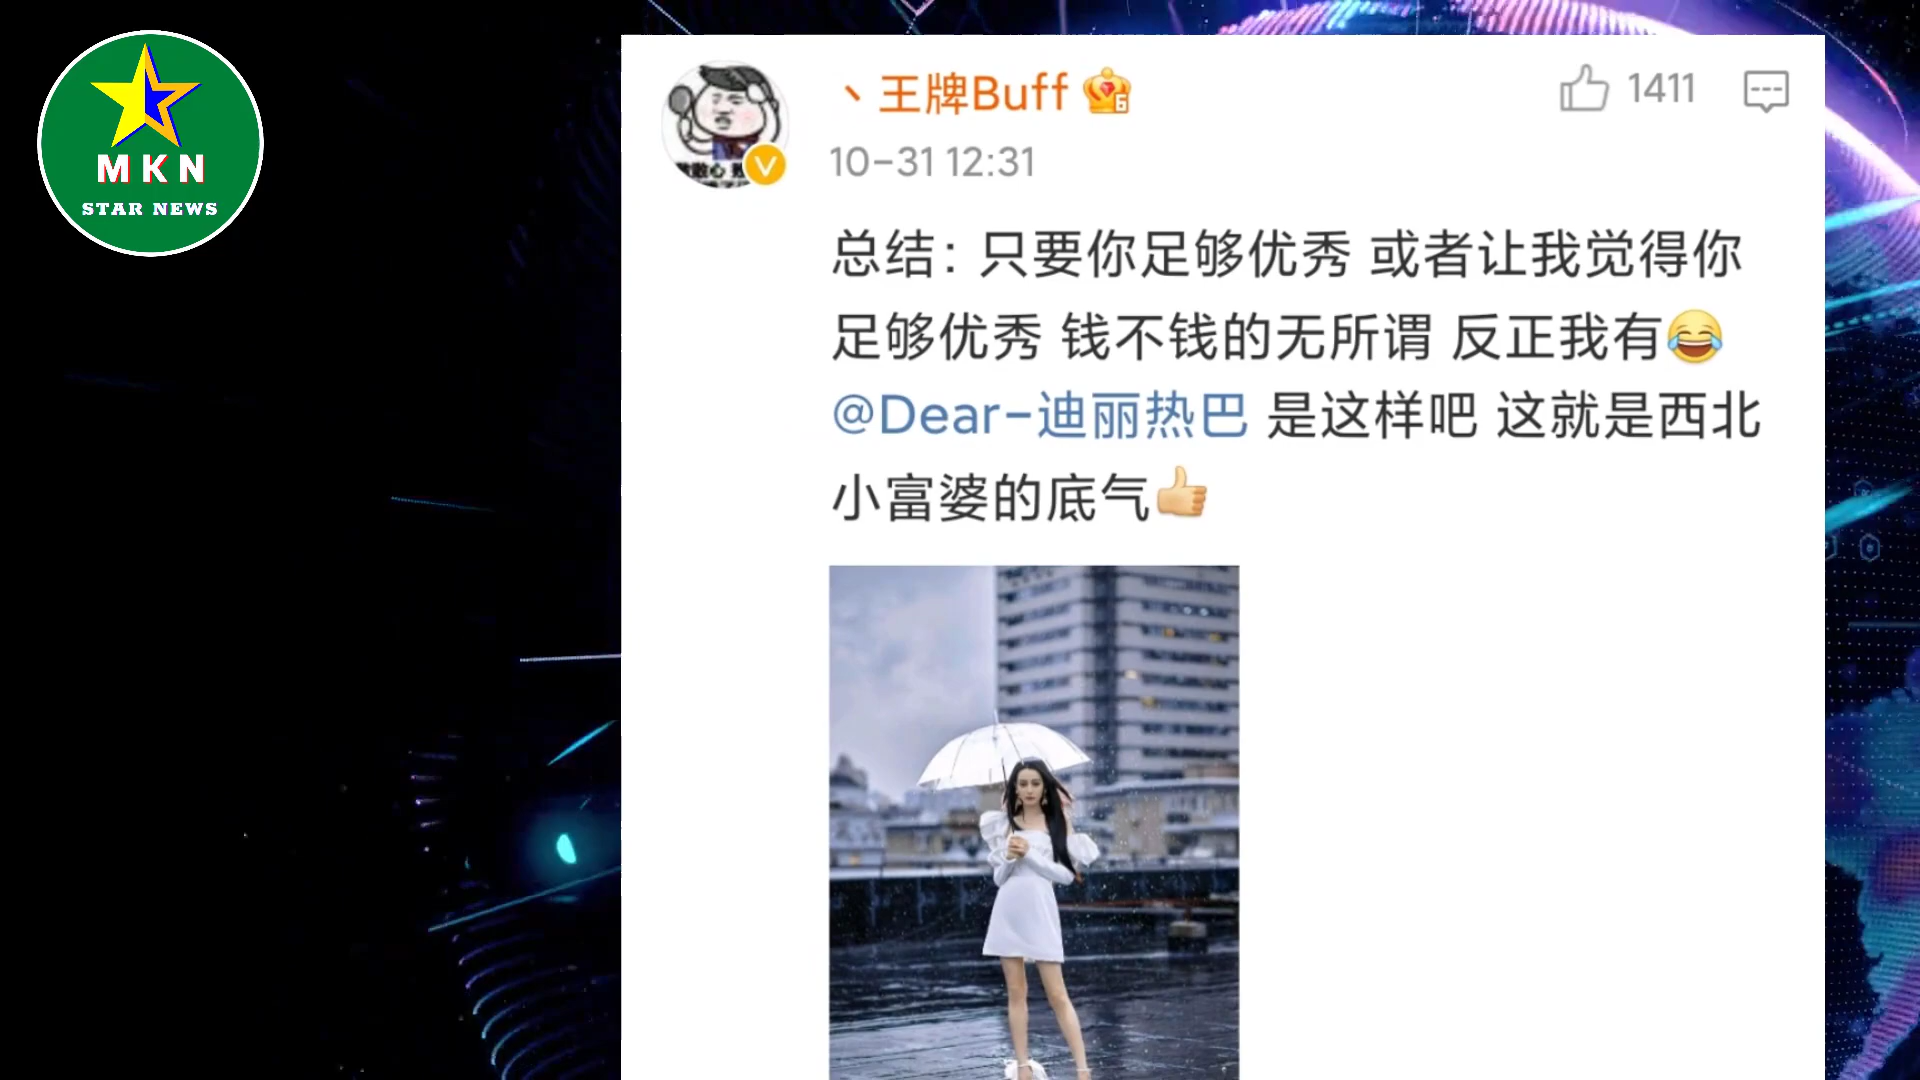 MKN
STAR NEWS
丶王牌Buff
6
1411
10-31 12:31
总结：只要你足够优秀 或者让我觉得你
足够优秀 钱不钱的无所谓 反正我有😂
@Dear-迪丽热巴 是这样吧 这就是西北
小富婆的底气👍